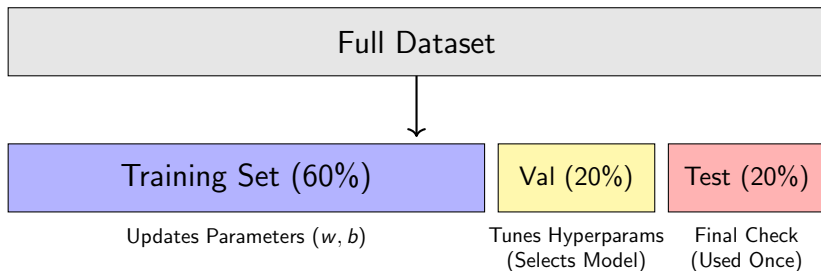 Full Dataset
Training Set (60%)
Val (20%)
Test (20%)
Updates Parameters (w, b)
Tunes Hyperparams
(Selects Model)
Final Check
(Used Once)